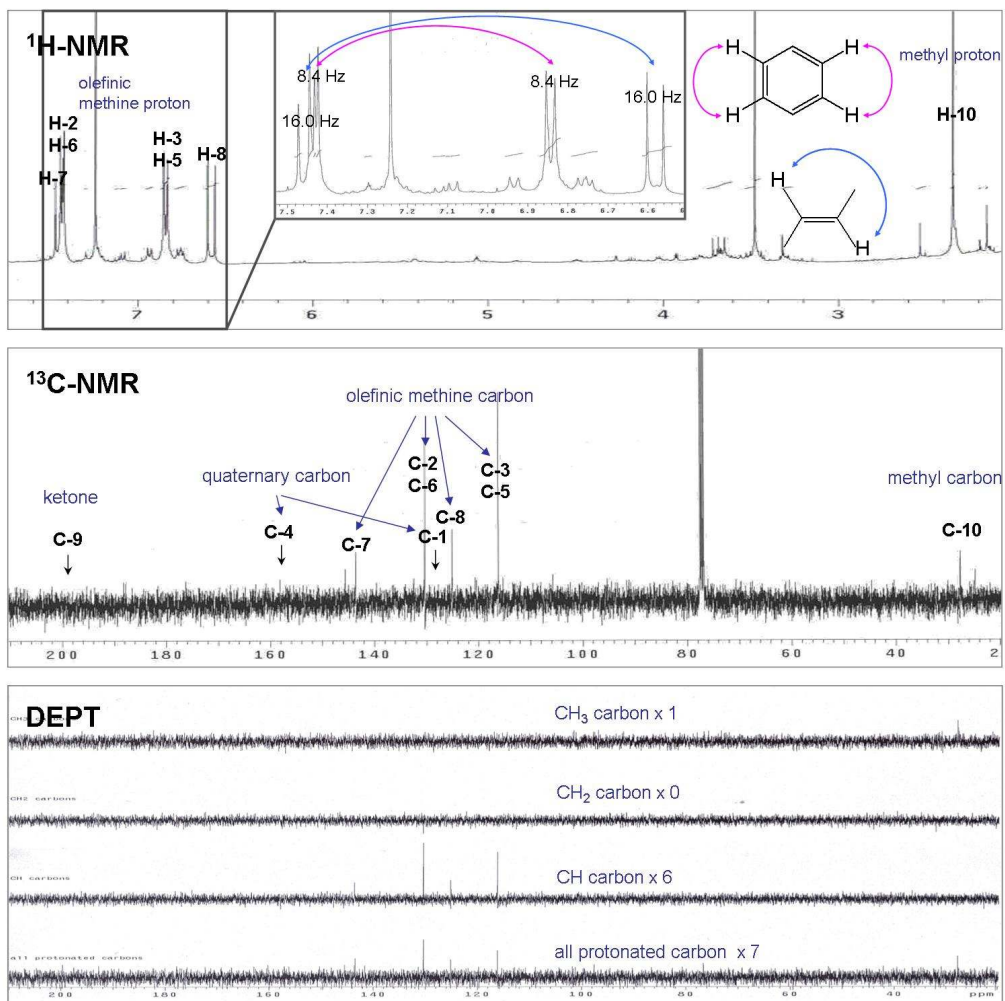 ¹H-NMR
olefinic
methine proton
methyl proton
H-2
H-6
H-7
H-3
H-5
H-8
H-10
8.4 Hz
16.0 Hz
8.4 Hz
16.0 Hz
7.5 7.4 7.3 7.2 7.1 7.0 6.9 6.8 6.7 6.6
H H
H H
H
H
7 6 5 4 3
¹³C-NMR
olefinic methine carbon
quaternary carbon
ketone
methyl carbon
C-9
C-4
C-7
C-2
C-6
C-1
C-8
C-3
C-5
C-10
200 180 160 140 120 100 80 60 40 2
DEPT
CH₃ carbon x 1
CH2 carbons
CH₂ carbon x 0
CH carbons
CH carbon x 6
all protonated carbons
all protonated carbon x 7
200 180 160 140 120 100 80 60 40 ppm